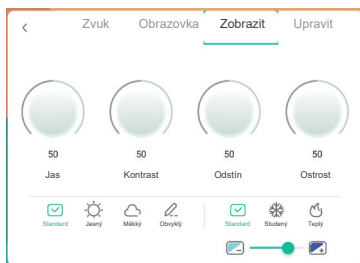 Zvuk Obrazovka Zobrazit Upravit
50 50 50 50
Jas Kontrast Odstín Ostrost
Standard Jasný Měkký Obvyklý Standard Studený Teplý